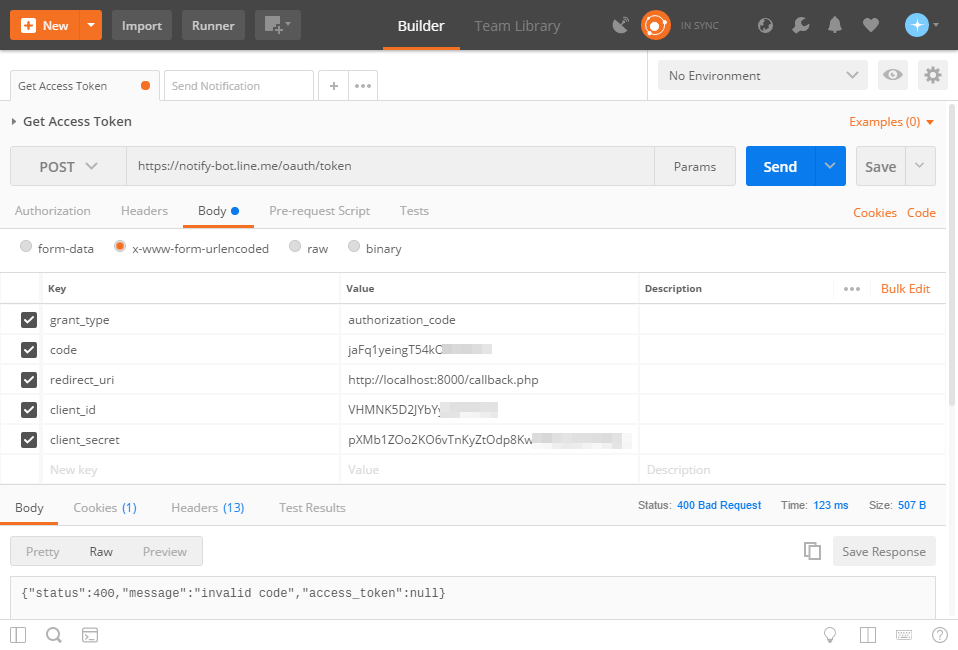 New Import Runner Builder Team Library IN SYNC
Get Access Token Send Notification No Environment
Get Access Token Examples (0)
POST https://notify-bot.line.me/oauth/token Params Send Save
Authorization Headers Body Pre-request Script Tests Cookies Code
form-data x-www-form-urlencoded raw binary
Key Value Description Bulk Edit
grant_type authorization_code
code jaFq1yeingT54kO
redirect_uri http://localhost:8000/callback.php
client_id VHMNK5D2JYbYy
client_secret pXMb1ZOo2KO6vTnKyZtOdp8Kw
New key Value Description
Body Cookies (1) Headers (13) Test Results Status: 400 Bad Request Time: 123 ms Size: 507 B
Pretty Raw Preview Save Response
{"status":400,"message":"invalid code","access_token":null}